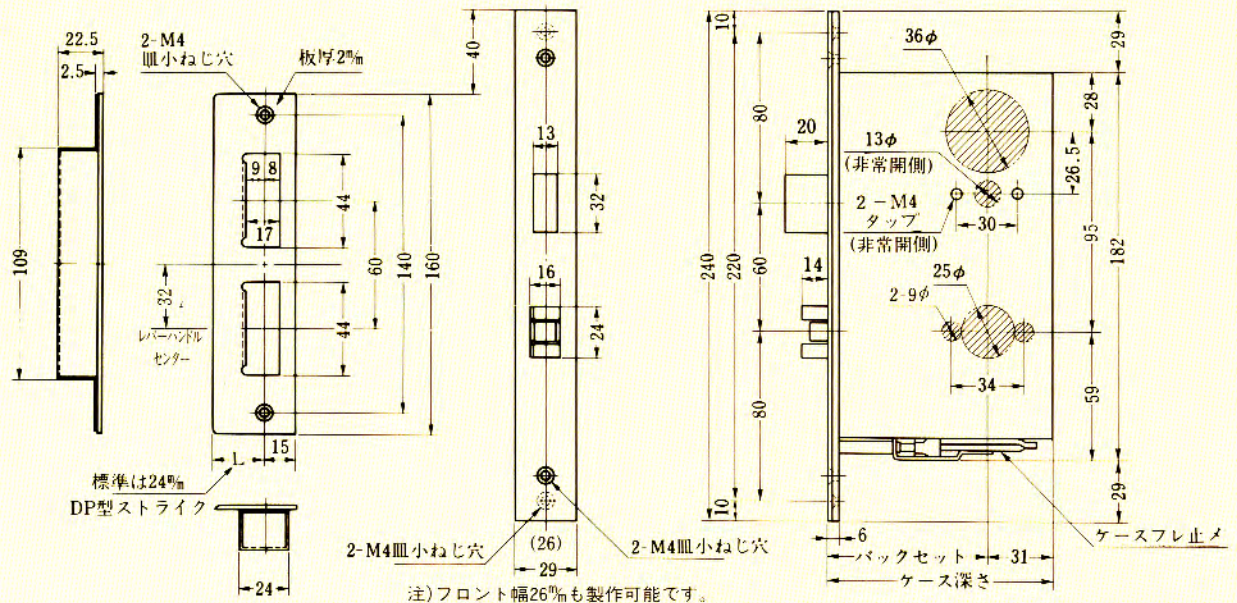 22.5
2.5
109
2-M4
皿小ねじ穴
板厚2m/m
9 8
17
44
32
レバーハンドル
センター
44
60
140
160
L
15
標準は24m/m
DP型ストライク
24
40
13
32
16
24
2-M4皿小ねじ穴
(26)
29
2-M4皿小ねじ穴
注)フロント幅26m/mも製作可能です。
10
80
240
220
60
80
10
20
14
36φ
13φ
(非常開側)
2-M4
タップ
(非常開側)
30
25φ
2-9φ
34
29
28
26.5
95
182
59
29
6
バックセット
31
ケース深さ
ケースフレ止メ